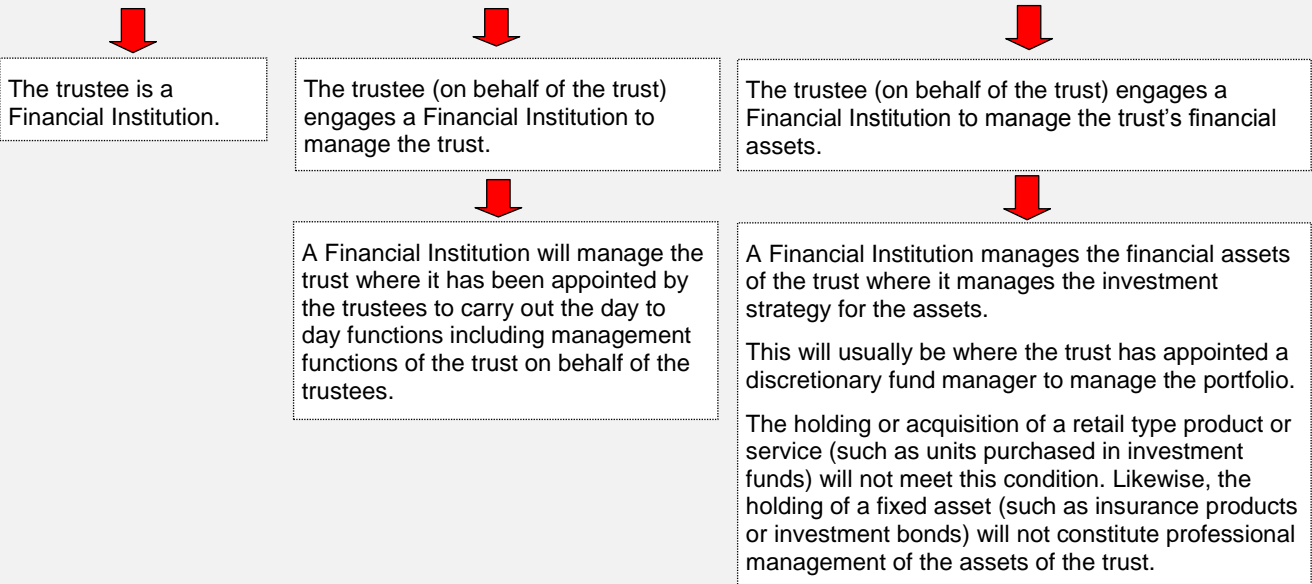 The trustee is a
Financial Institution.
The trustee (on behalf of the trust)
engages a Financial Institution to
manage the trust.
The trustee (on behalf of the trust) engages a
Financial Institution to manage the trust’s financial
assets.
A Financial Institution will manage the
trust where it has been appointed by
the trustees to carry out the day to
day functions including management
functions of the trust on behalf of the
trustees.
A Financial Institution manages the financial assets
of the trust where it manages the investment
strategy for the assets.
This will usually be where the trust has appointed a
discretionary fund manager to manage the portfolio.
The holding or acquisition of a retail type product or
service (such as units purchased in investment
funds) will not meet this condition. Likewise, the
holding of a fixed asset (such as insurance products
or investment bonds) will not constitute professional
management of the assets of the trust.